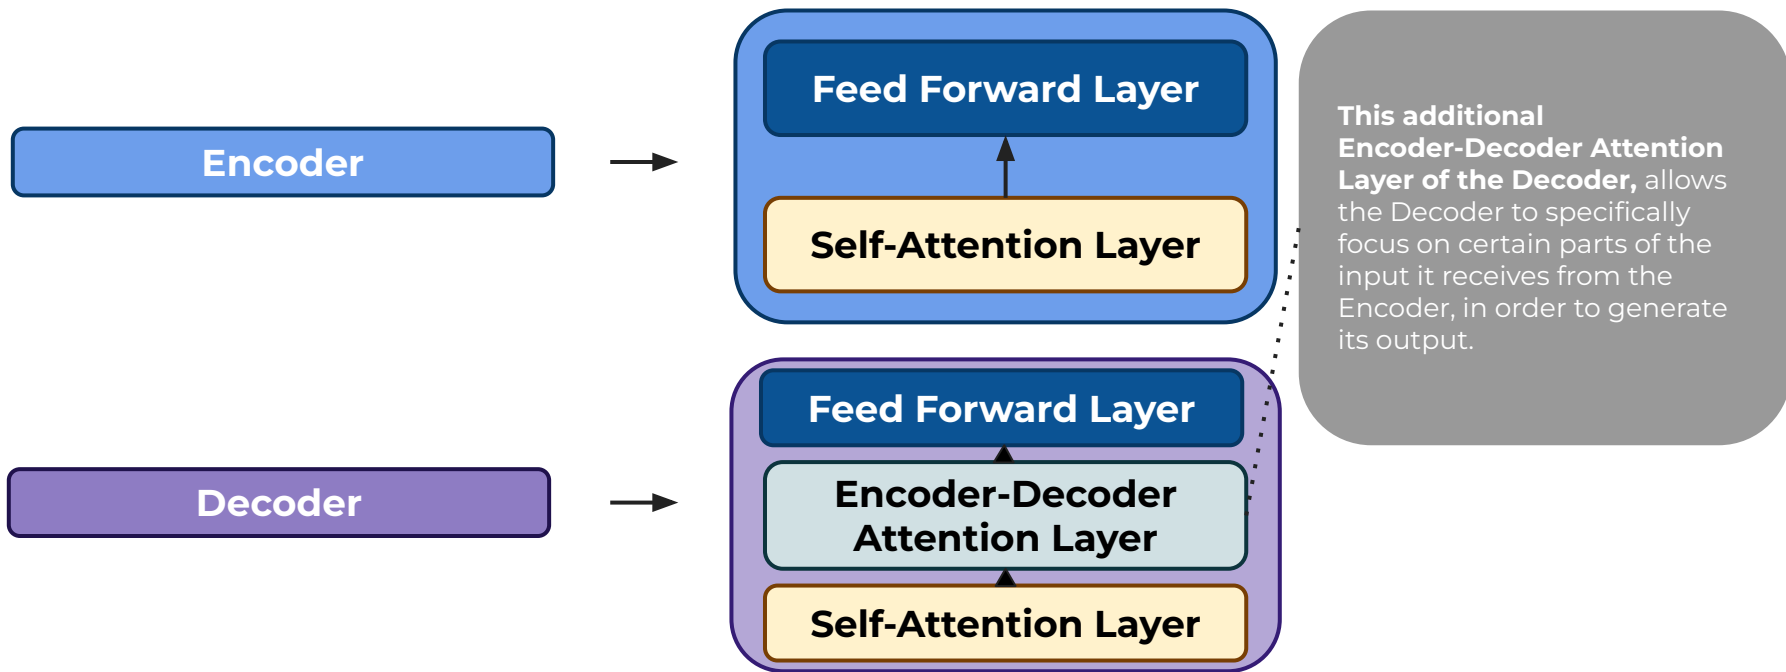 Encoder
Feed Forward Layer
Self-Attention Layer
This additional
Encoder-Decoder Attention
Layer of the Decoder, allows
the Decoder to specifically
focus on certain parts of the
input it receives from the
Encoder, in order to generate
its output.
Decoder
Feed Forward Layer
Encoder-Decoder
Attention Layer
Self-Attention Layer